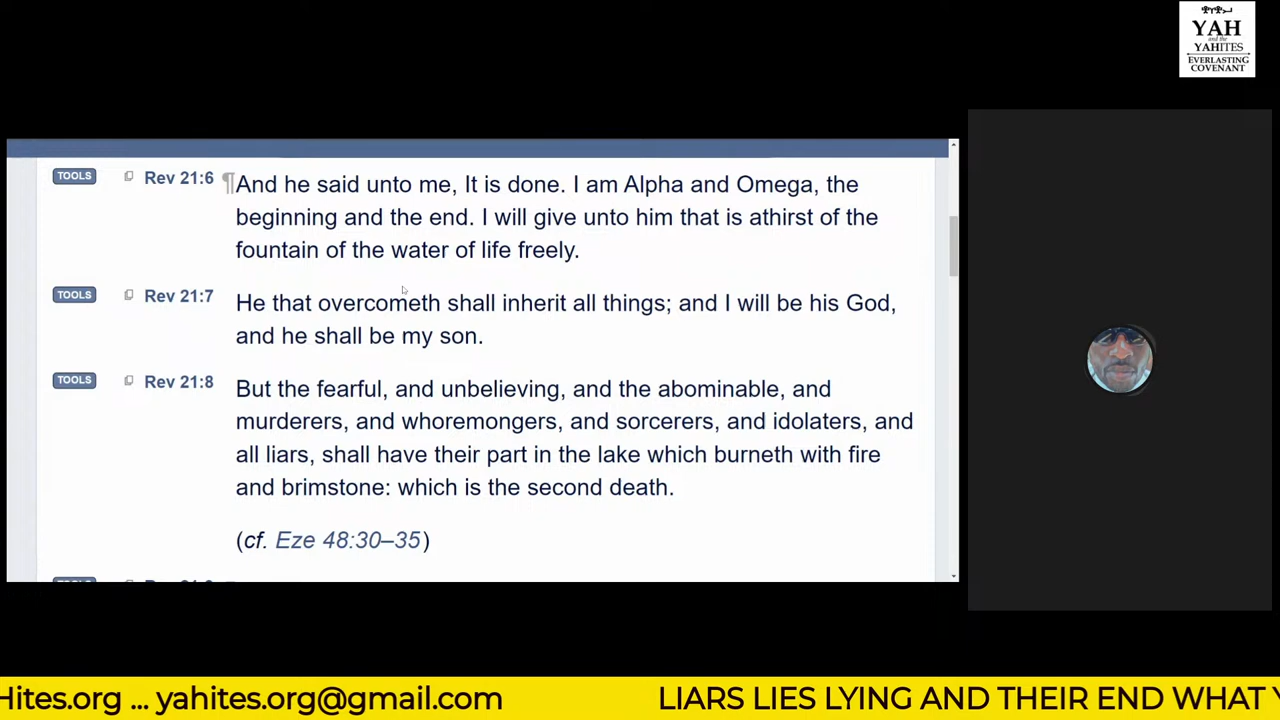 YAH
and the
YAHITES
EVERLASTING
COVENANT
TOOLS
Rev 21:6
¶And he said unto me, It is done. I am Alpha and Omega, the
beginning and the end. I will give unto him that is athirst of the
fountain of the water of life freely.
TOOLS
Rev 21:7
He that overcometh shall inherit all things; and I will be his God,
and he shall be my son.
TOOLS
Rev 21:8
But the fearful, and unbelieving, and the abominable, and
murderers, and whoremongers, and sorcerers, and idolaters, and
all liars, shall have their part in the lake which burneth with fire
and brimstone: which is the second death.
(cf. Eze 48:30–35)
Hites.org ... yahites.org@gmail.com LIARS LIES LYING AND THEIR END WHAT